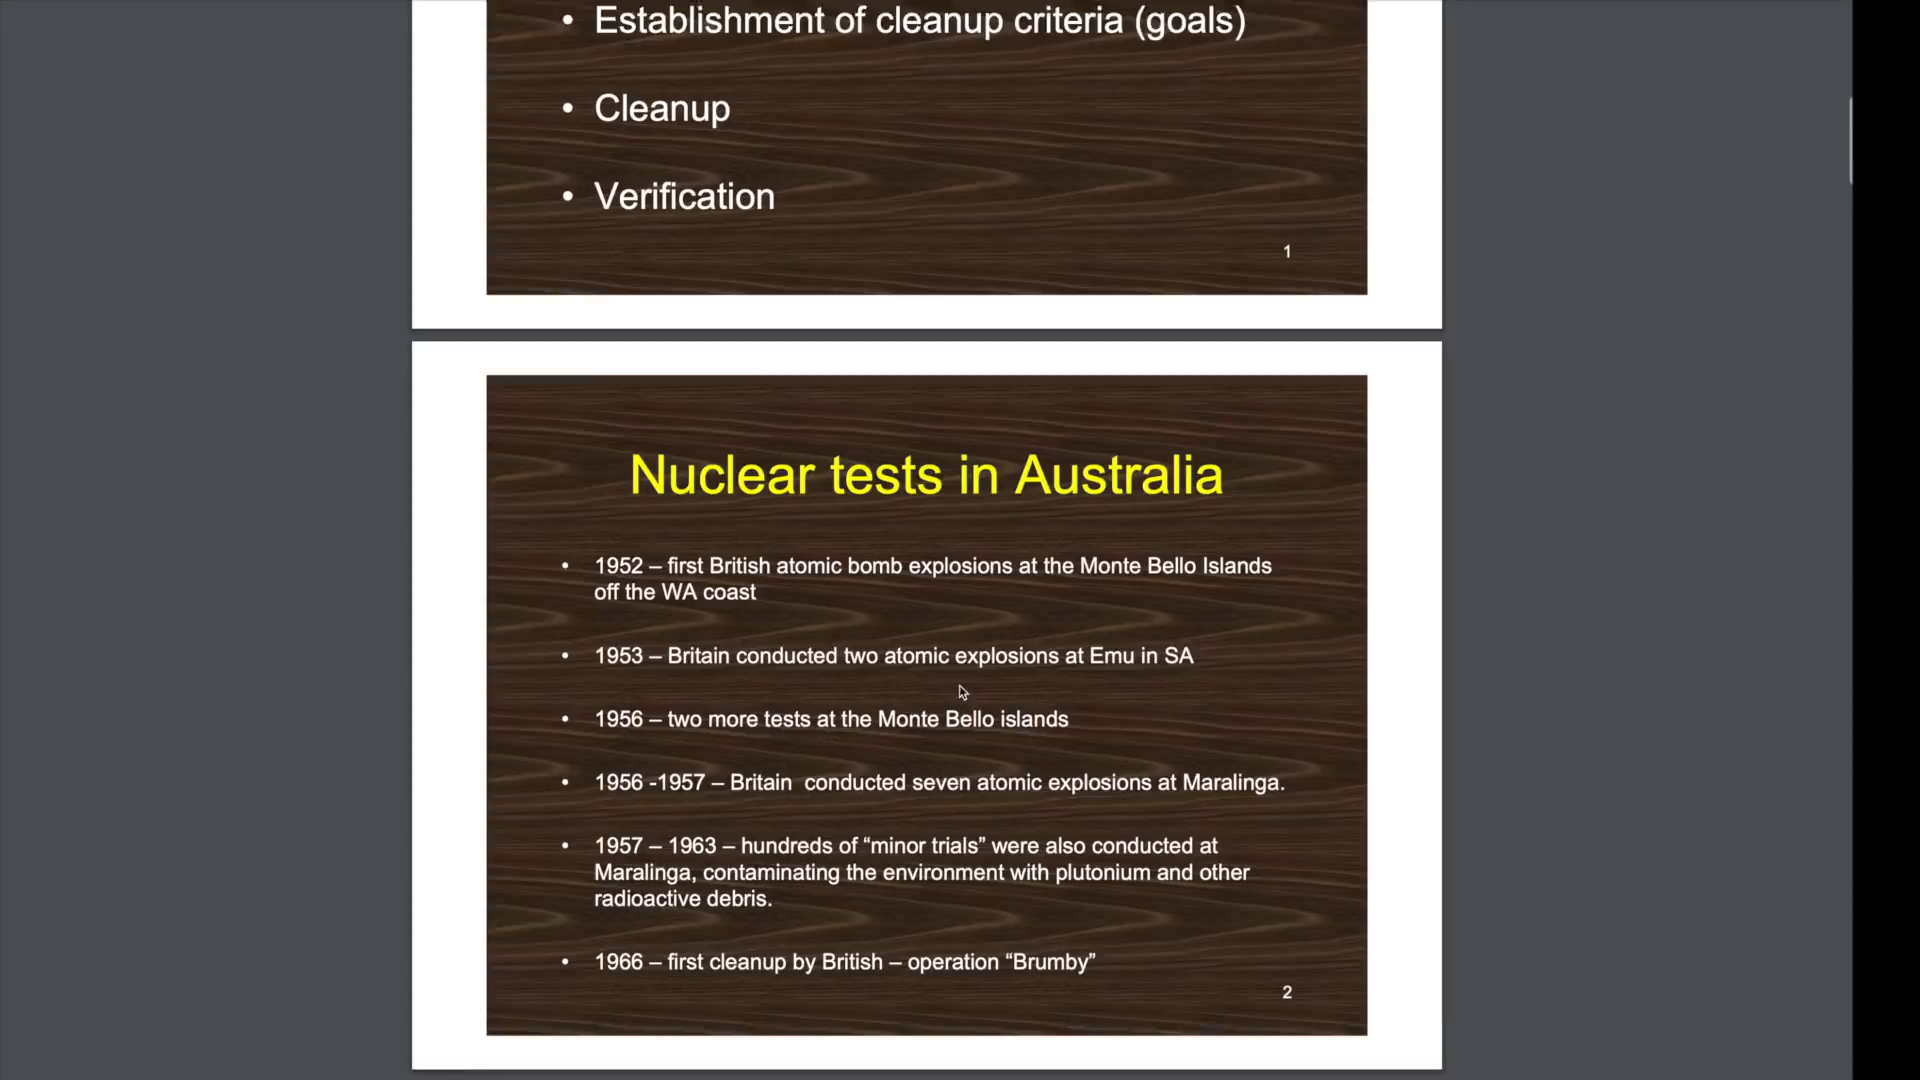 • Establishment of cleanup criteria (goals)
• Cleanup
• Verification
1
Nuclear tests in Australia
• 1952 – first British atomic bomb explosions at the Monte Bello Islands
off the WA coast
• 1953 – Britain conducted two atomic explosions at Emu in SA
• 1956 – two more tests at the Monte Bello islands
• 1956 -1957 – Britain  conducted seven atomic explosions at Maralinga.
• 1957 – 1963 – hundreds of “minor trials” were also conducted at
Maralinga, contaminating the environment with plutonium and other
radioactive debris.
• 1966 – first cleanup by British – operation “Brumby”
2